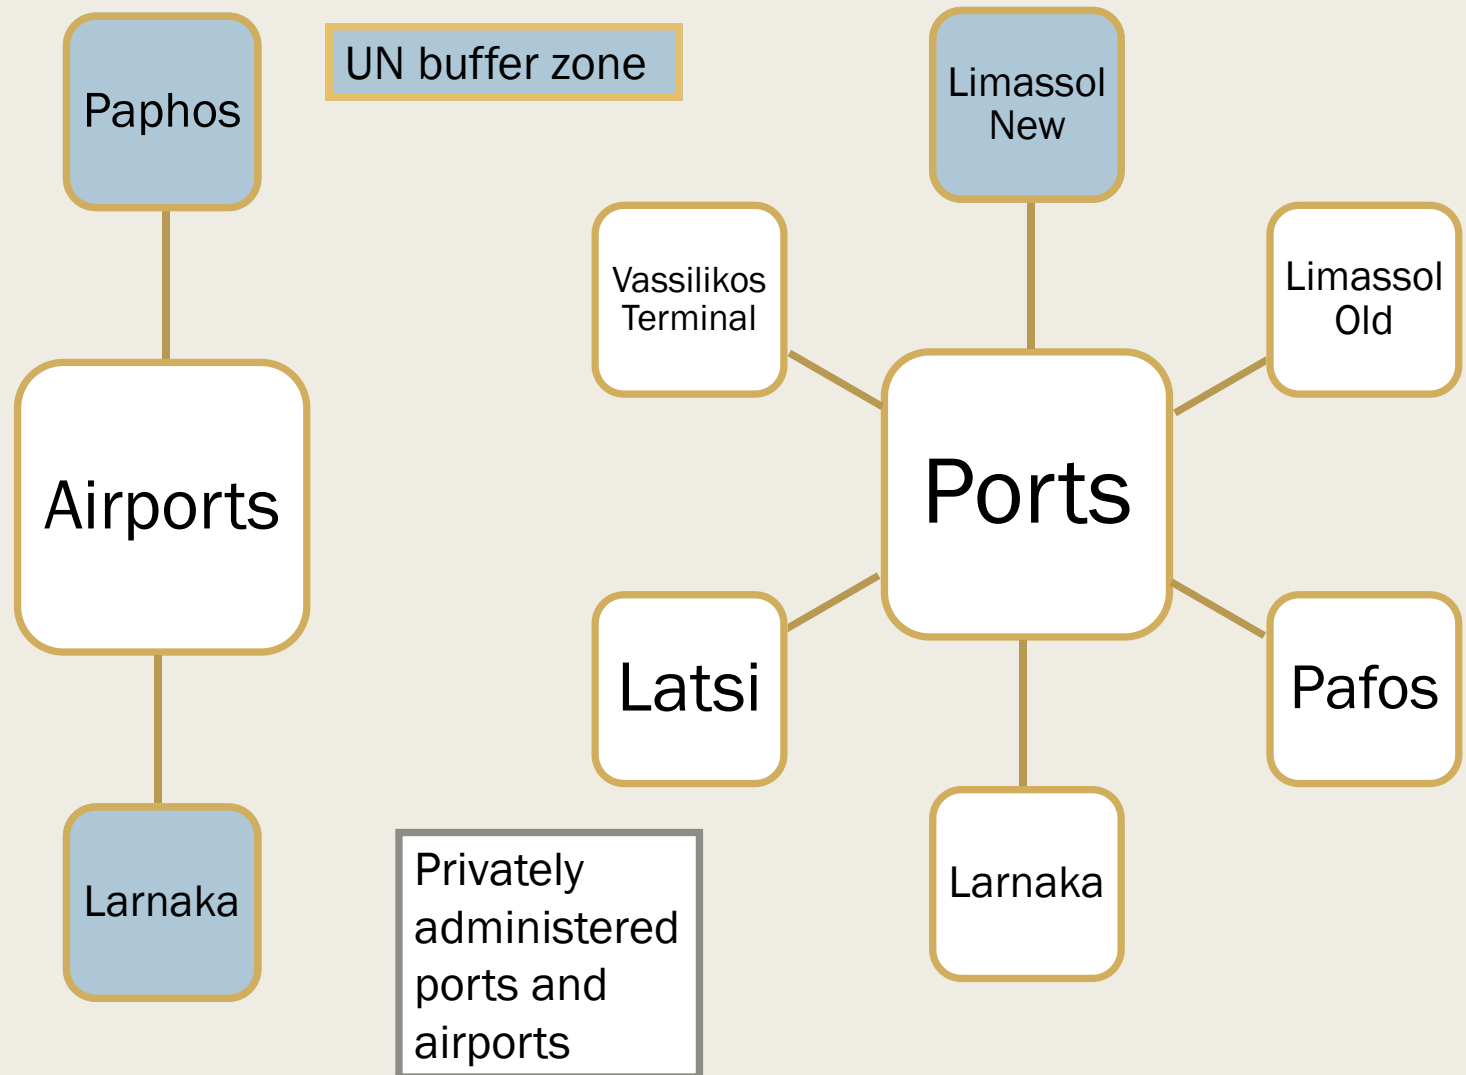 Paphos
UN buffer zone
Airports
Larnaka
Privately
administered
ports and
airports
Limassol
New
Vassilikos
Terminal
Limassol
Old
Ports
Latsi
Pafos
Larnaka